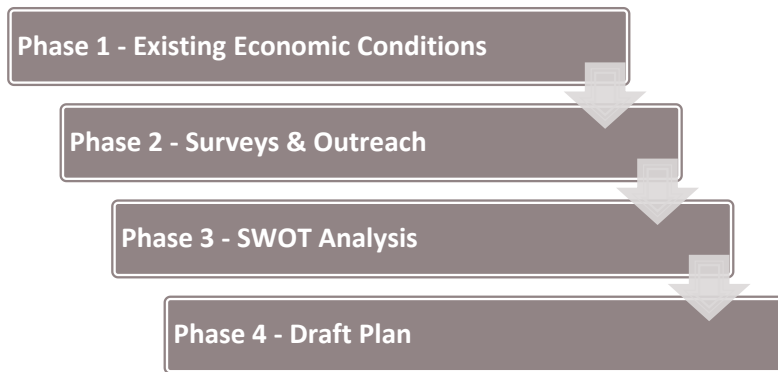 Phase 1 - Existing Economic Conditions
Phase 2 - Surveys & Outreach
Phase 3 - SWOT Analysis
Phase 4 - Draft Plan